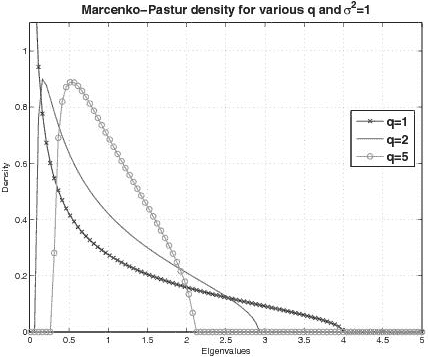 Marcenko-Pastur density for various q and σ²=1
1
0.8
0.6
0.4
0.2
0
Density
q=1
q=2
q=5
0 0.5 1 1.5 2 2.5 3 3.5 4 4.5 5
Eigenvalues